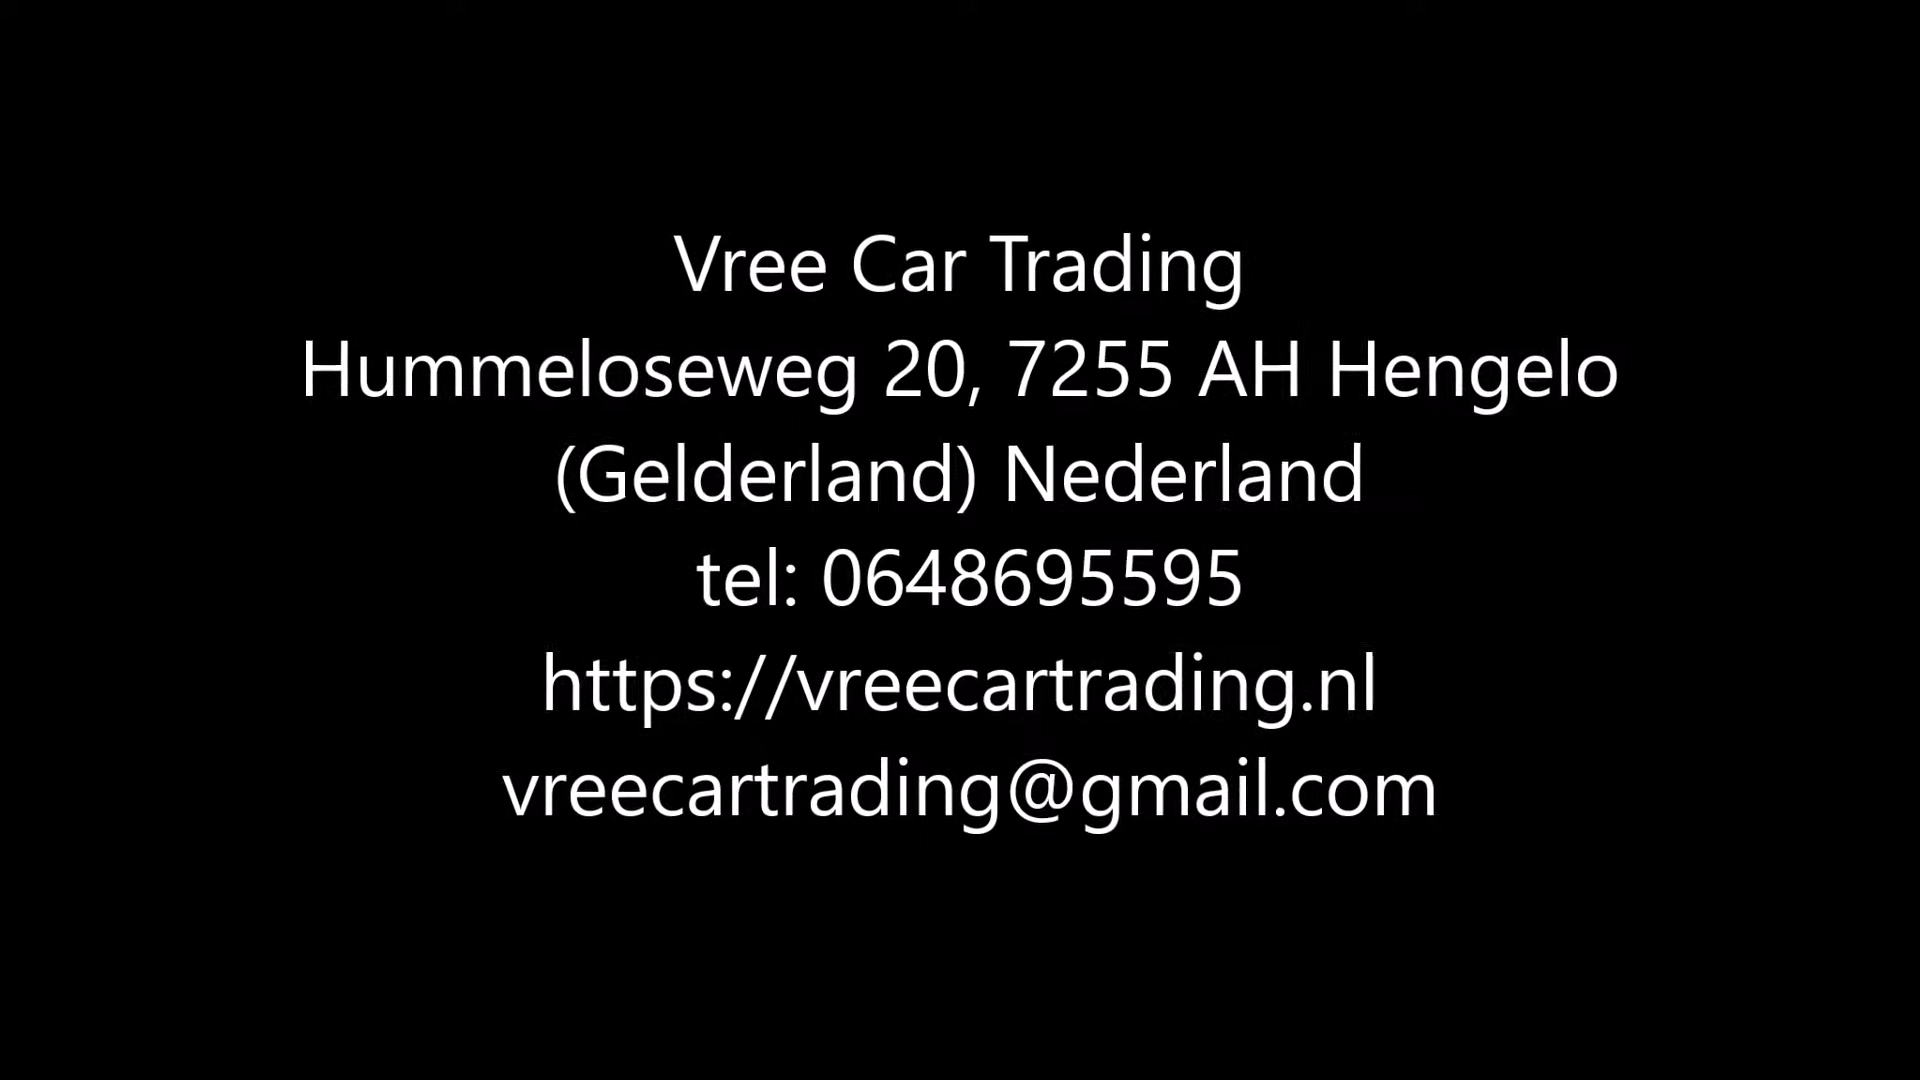 Vree Car Trading
Hummeloseweg 20, 7255 AH Hengelo
(Gelderland) Nederland
tel: 0648695595
https://vreecartrading.nl
vreecartrading@gmail.com